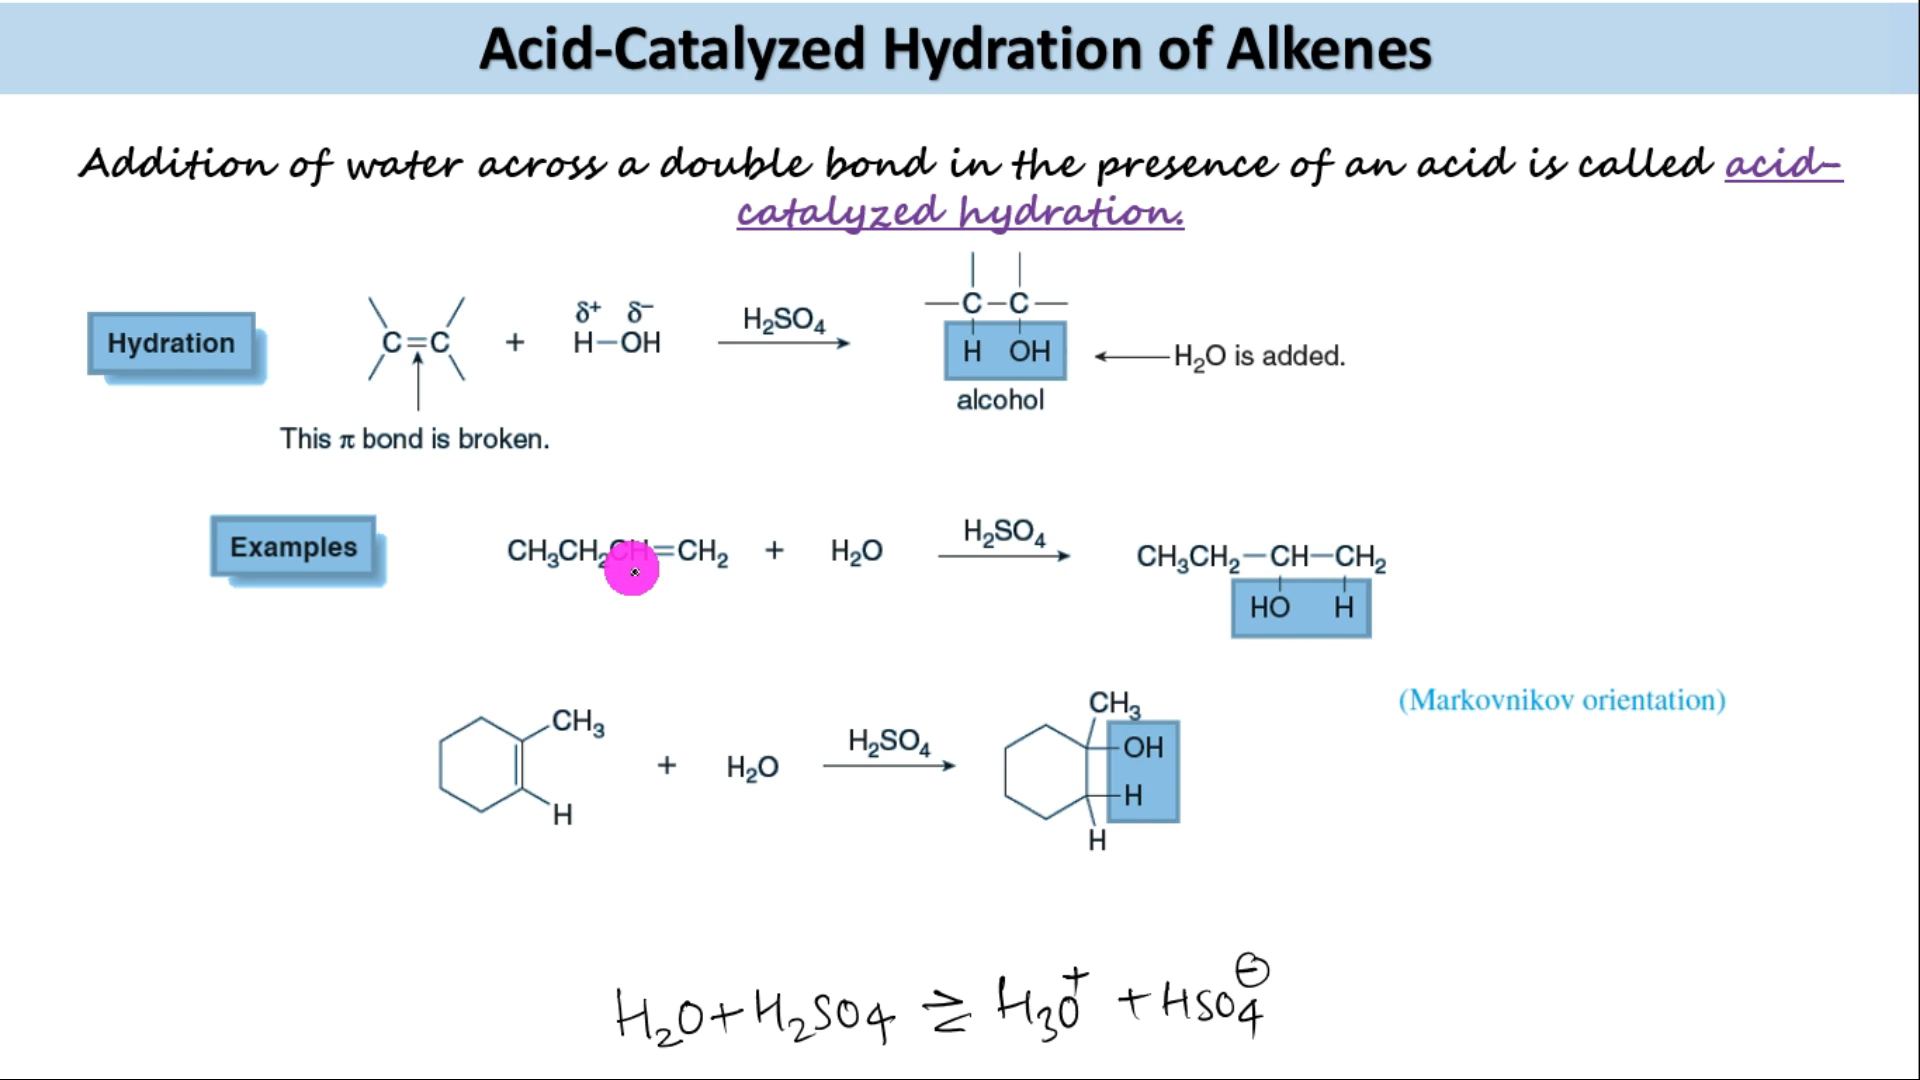 Acid-Catalyzed Hydration of Alkenes
Addition of water across a double bond in the presence of an acid is called acid-
catalyzed hydration.
Hydration
C=C
+
δ+ δ−
H−OH
H₂SO₄
−C−C−
H OH
alcohol
H₂O is added.
This π bond is broken.
Examples
CH₃CH₂CH=CH₂ + H₂O
H₂SO₄
CH₃CH₂−CH−CH₂
HO H
(Markovnikov orientation)
CH₃
H
+ H₂O
H₂SO₄
CH₃
OH
H
H
H₂O+H₂SO₄ ⇌ H₃O⁺ + HSO₄⊖